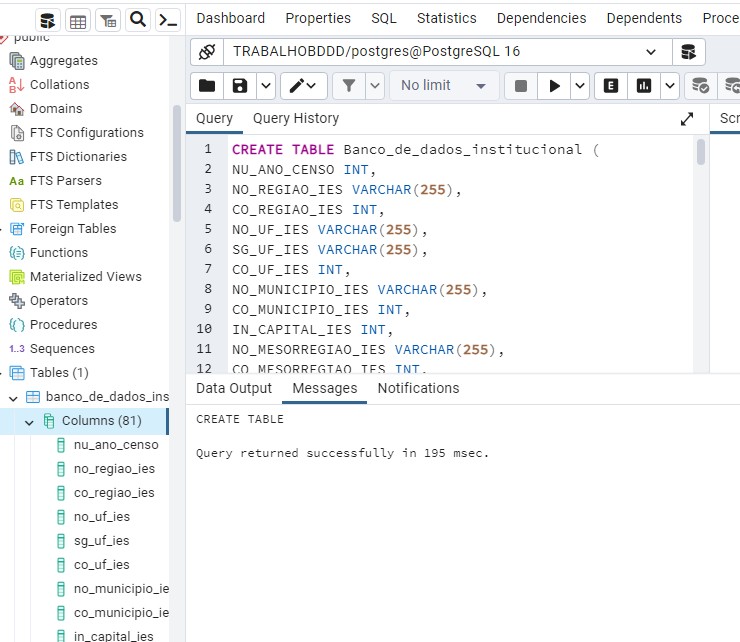 Dashboard Properties SQL Statistics Dependencies Dependents Proce
public
Aggregates
Collations
Domains
FTS Configurations
FTS Dictionaries
Aa FTS Parsers
FTS Templates
Foreign Tables
Functions
Materialized Views
Operators
Procedures
1..3 Sequences
Tables (1)
banco_de_dados_ins
Columns (81)
nu_ano_censo
no_regiao_ies
co_regiao_ies
no_uf_ies
sg_uf_ies
co_uf_ies
no_municipio_ie
co_municipio_ie
in_capital_ies
TRABALHOBDDD/postgres@PostgreSQL 16
No limit
E
Query Query History
Scr
1 CREATE TABLE Banco_de_dados_institucional (
2 NU_ANO_CENSO INT,
3 NO_REGIAO_IES VARCHAR(255),
4 CO_REGIAO_IES INT,
5 NO_UF_IES VARCHAR(255),
6 SG_UF_IES VARCHAR(255),
7 CO_UF_IES INT,
8 NO_MUNICIPIO_IES VARCHAR(255),
9 CO_MUNICIPIO_IES INT,
10 IN_CAPITAL_IES INT,
11 NO_MESORREGIAO_IES VARCHAR(255),
12 CO_MESORREGIAO_IES INT,
Data Output Messages Notifications
CREATE TABLE
Query returned successfully in 195 msec.